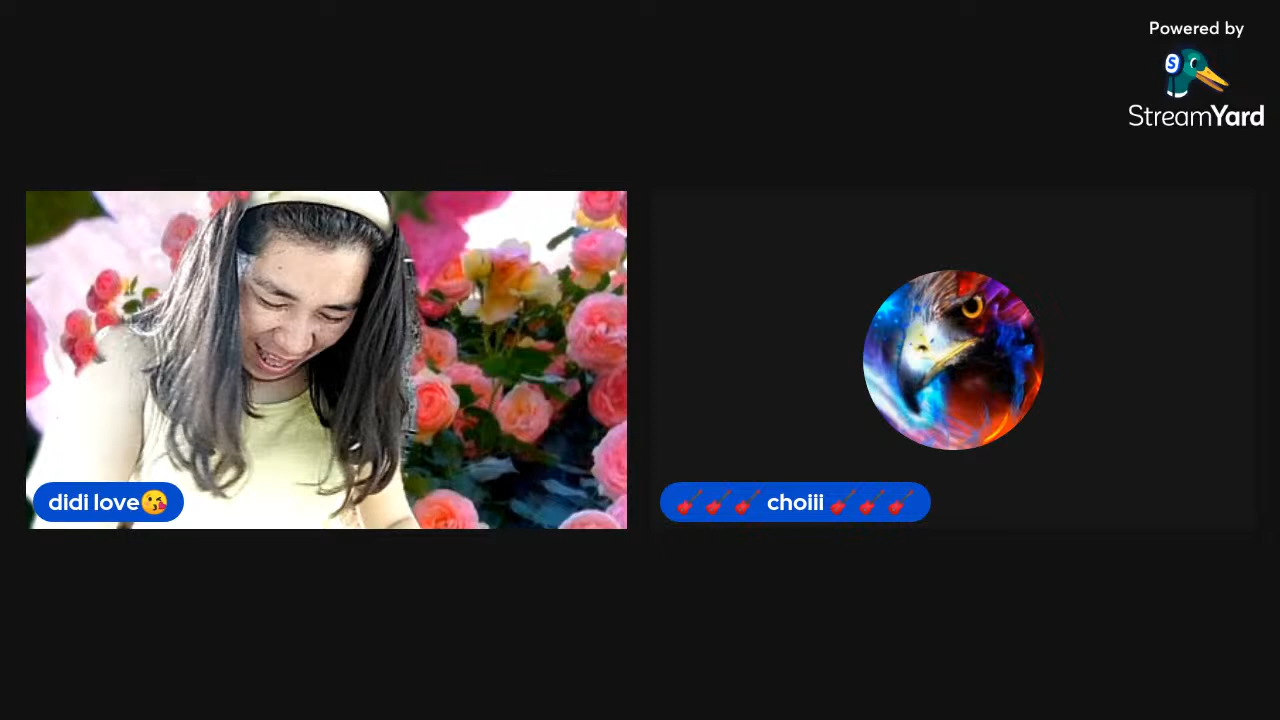 Powered by
S
StreamYard
didi love😘
🎸🎸🎸 choiii 🎸🎸🎸